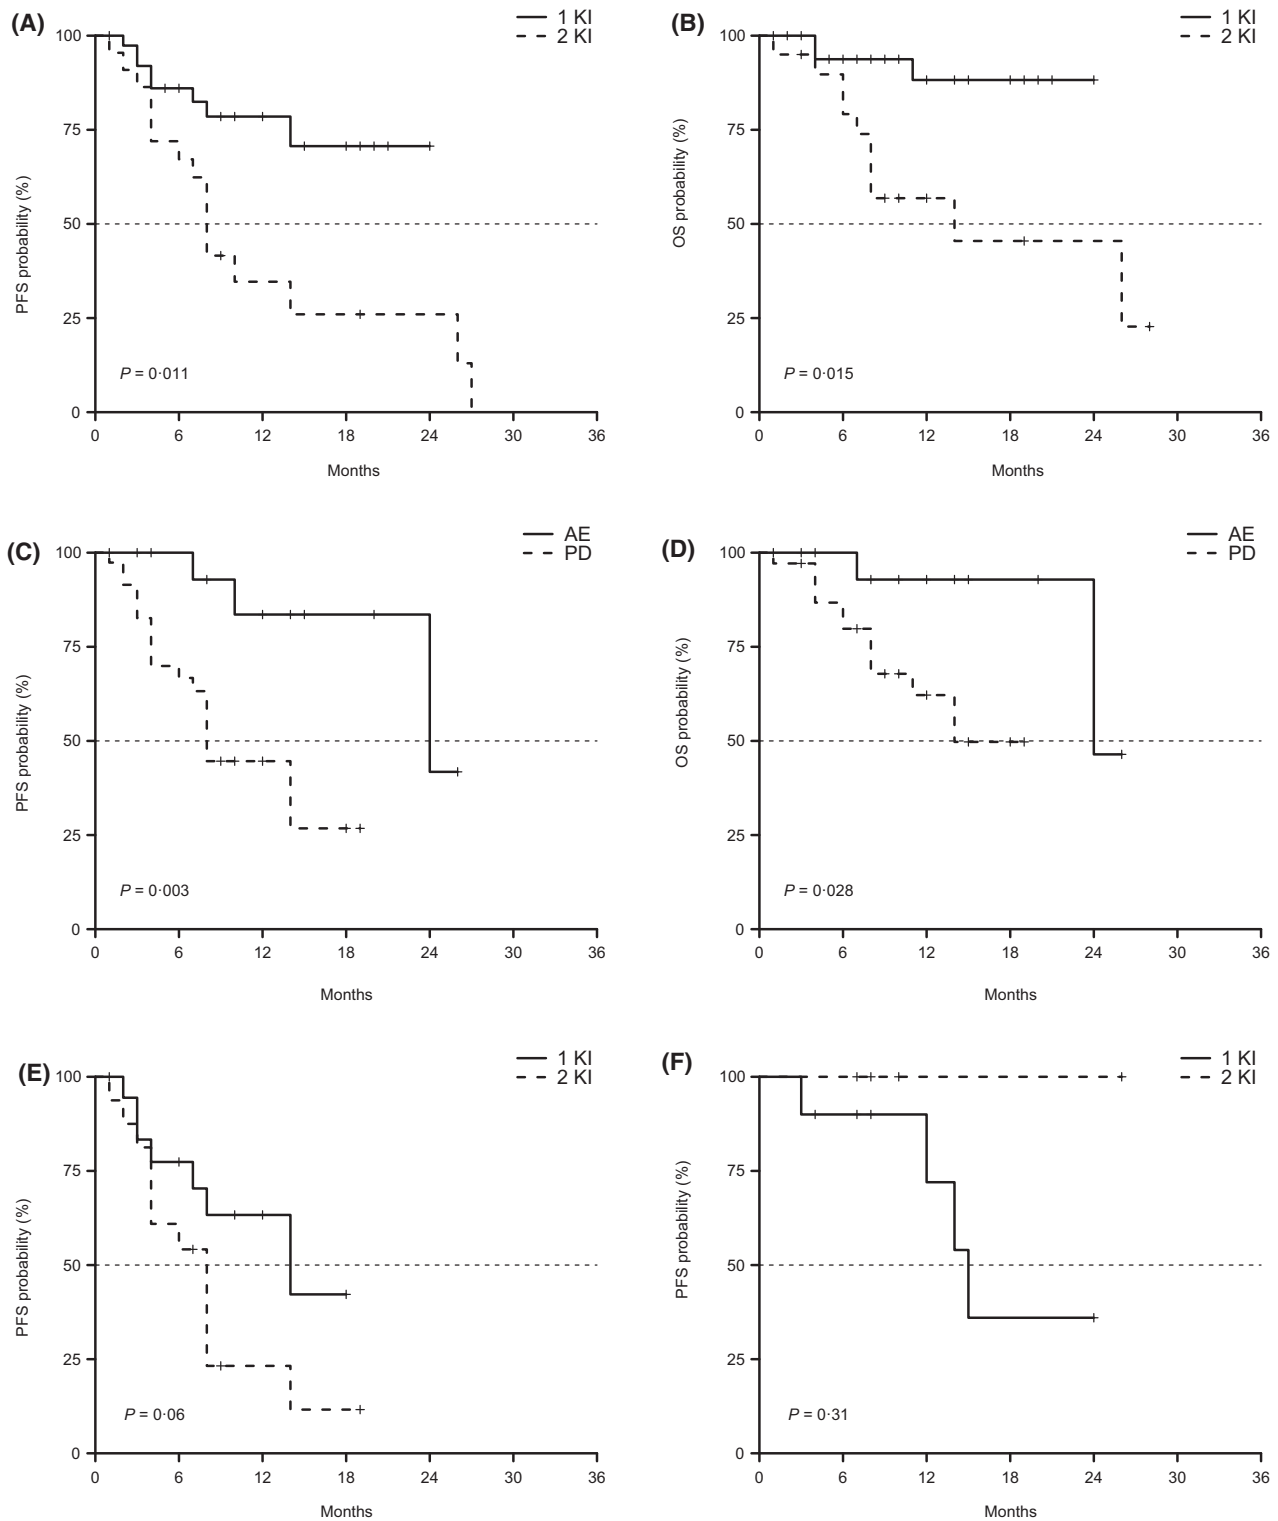 (A)
1 KI
2 KI
100
75
50
25
0
PFS probability (%)
P = 0·011
0 6 12 18 24 30 36
Months
(B)
1 KI
2 KI
100
75
50
25
0
OS probability (%)
P = 0·015
0 6 12 18 24 30 36
Months
(C)
AE
PD
100
75
50
25
0
PFS probability (%)
P = 0·003
0 6 12 18 24 30 36
Months
(D)
AE
PD
100
75
50
25
0
OS probability (%)
P = 0·028
0 6 12 18 24 30 36
Months
(E)
1 KI
2 KI
100
75
50
25
0
PFS probability (%)
P = 0·06
0 6 12 18 24 30 36
Months
(F)
1 KI
2 KI
100
75
50
25
0
PFS probability (%)
P = 0·31
0 6 12 18 24 30 36
Months